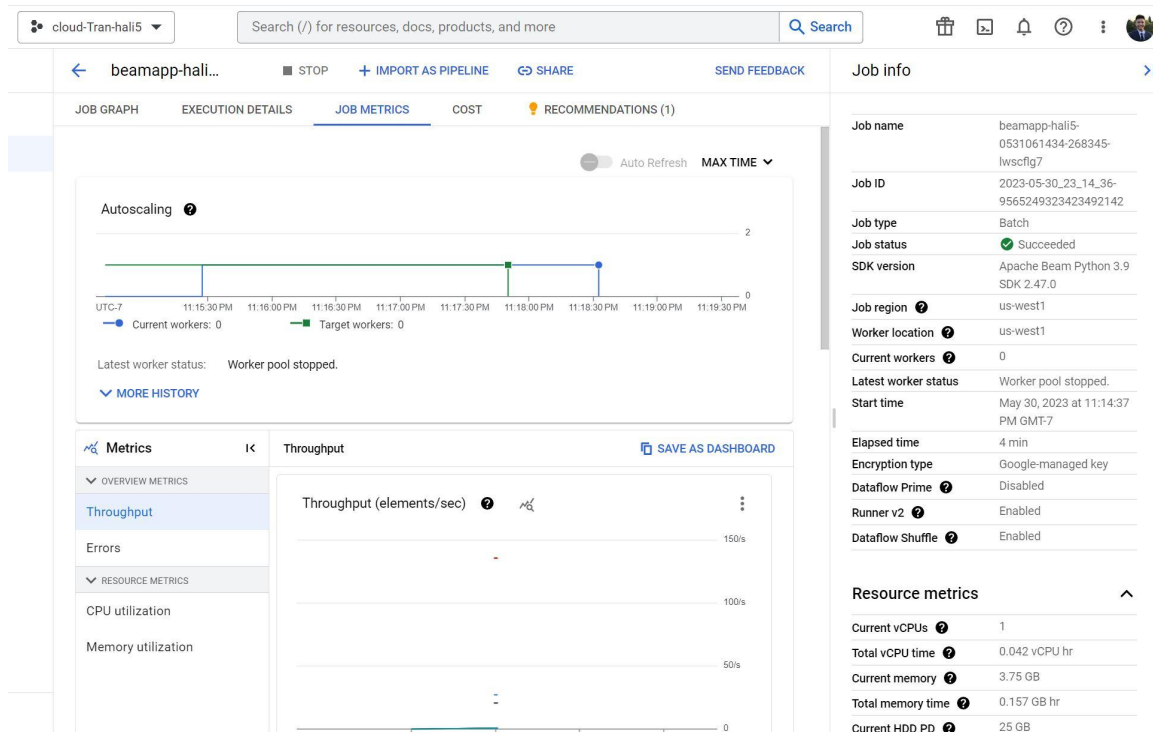 cloud-Tran-hali5
Search (/) for resources, docs, products, and more
Search
beamapp-hali...
STOP
IMPORT AS PIPELINE
SHARE
SEND FEEDBACK
JOB GRAPH
EXECUTION DETAILS
JOB METRICS
COST
RECOMMENDATIONS (1)
Auto Refresh
MAX TIME
Autoscaling
2
0
UTC-7 11:15:30 PM 11:16:00 PM 11:16:30 PM 11:17:00 PM 11:17:30 PM 11:18:00 PM 11:18:30 PM 11:19:00 PM 11:19:30 PM
Current workers: 0
Target workers: 0
Latest worker status: Worker pool stopped.
MORE HISTORY
Metrics
OVERVIEW METRICS
Throughput
Errors
RESOURCE METRICS
CPU utilization
Memory utilization
Throughput
SAVE AS DASHBOARD
Throughput (elements/sec)
150/s
100/s
50/s
0
Job info
Job name beamapp-hali5-
0531061434-268345-
lwscflg7
Job ID 2023-05-30_23_14_36-
9565249323423492142
Job type Batch
Job status Succeeded
SDK version Apache Beam Python 3.9
SDK 2.47.0
Job region us-west1
Worker location us-west1
Current workers 0
Latest worker status Worker pool stopped.
Start time May 30, 2023 at 11:14:37
PM GMT-7
Elapsed time 4 min
Encryption type Google-managed key
Dataflow Prime Disabled
Runner v2 Enabled
Dataflow Shuffle Enabled
Resource metrics
Current vCPUs 1
Total vCPU time 0.042 vCPU hr
Current memory 3.75 GB
Total memory time 0.157 GB hr
Current HDD PD 25 GB